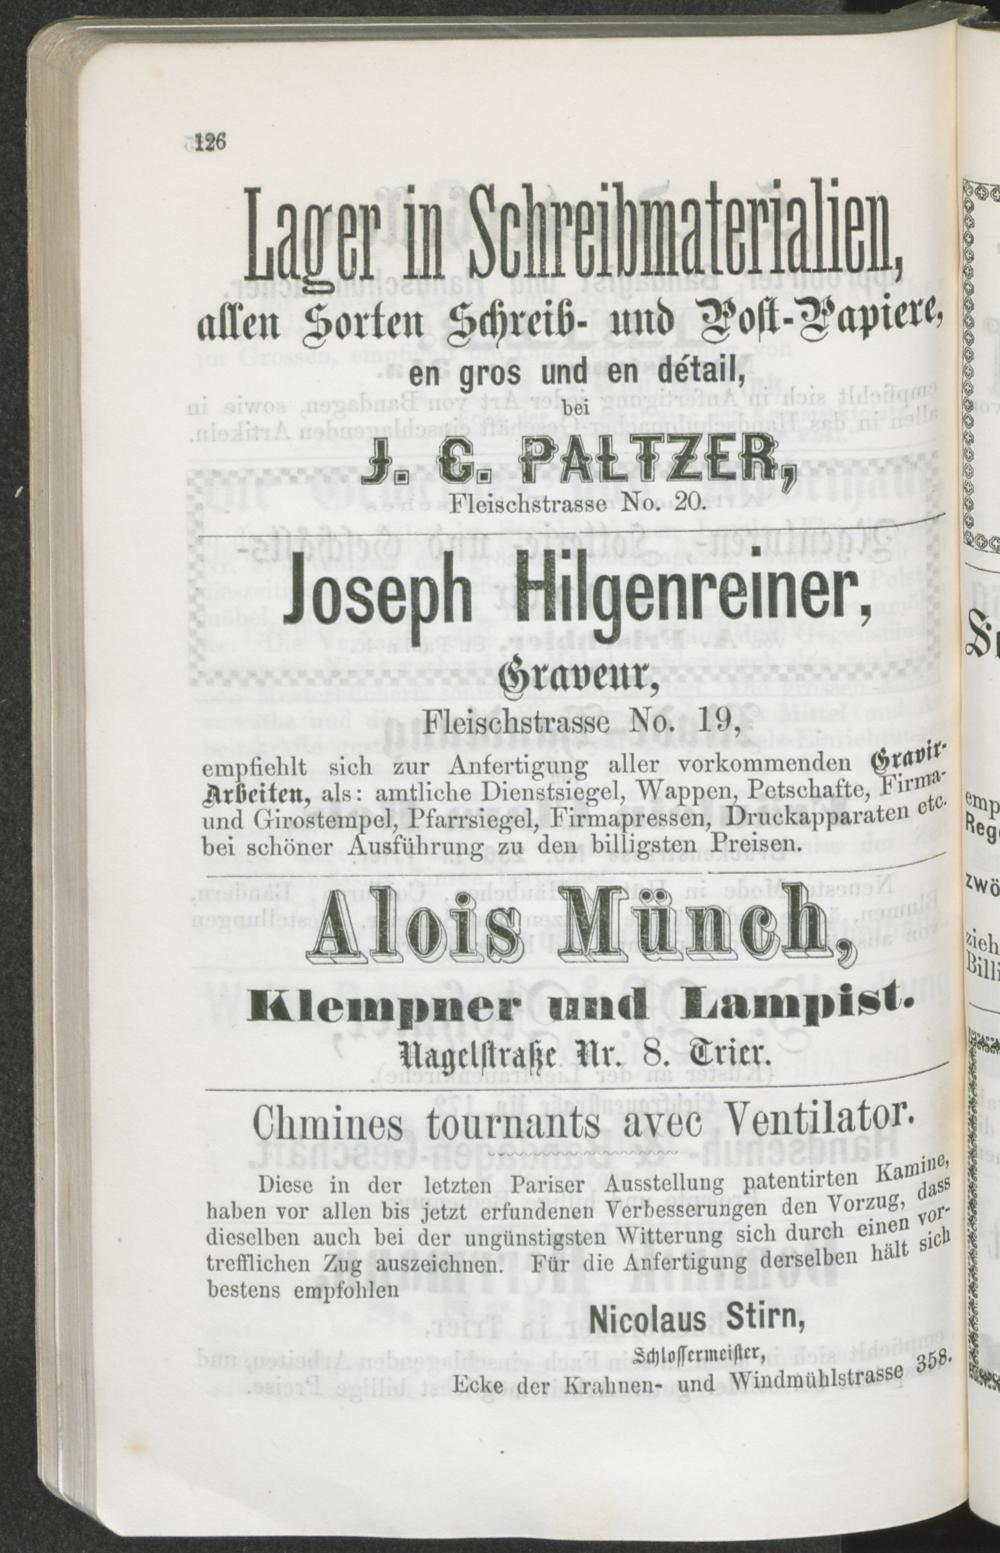 126
Lager in Schreibmaterialien,
allen Sorten Schreib- und Post-Papiere,
en gros und en détail,
bei
J. C. PALTZER,
Fleischstrasse No. 20.
Joseph Hilgenreiner,
Graveur,
Fleischstrasse No. 19,
empfiehlt sich zur Anfertigung aller vorkommenden Gravir-
Arbeiten, als: amtliche Dienstsiegel, Wappen, Petschafte, Firma-
und Girostempel, Pfarrsiegel, Firmapressen, Druckapparaten etc.
bei schöner Ausführung zu den billigsten Preisen.
Alois Münch,
Klempner und Lampist.
Nagelstraße Nr. 8. Trier.
Chmines tournants avec Ventilator.
Diese in der letzten Pariser Ausstellung patentirten Kamine,
haben vor allen bis jetzt erfundenen Verbesserungen den Vorzug, dass
dieselben auch bei der ungünstigsten Witterung sich durch einen vor-
trefflichen Zug auszeichnen. Für die Anfertigung derselben hält sich
bestens empfohlen
Nicolaus Stirn,
Schlossermeister,
Ecke der Krahnen- und Windmühlstrasse 358.